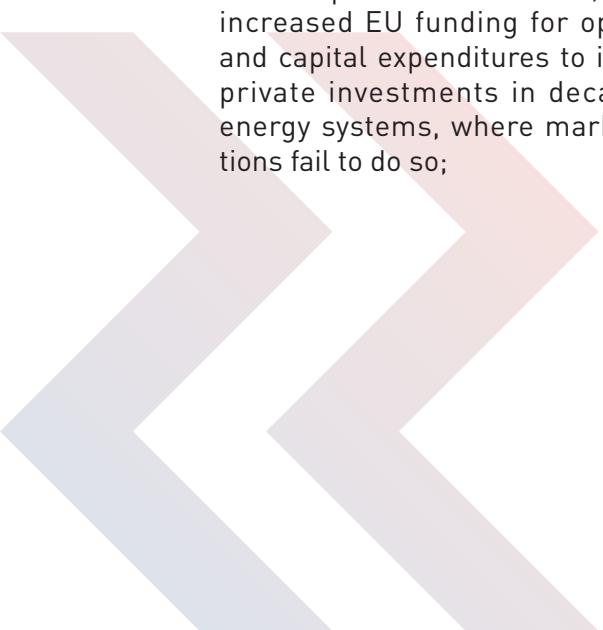 increased EU funding for op
and capital expenditures to i
private investments in deca
energy systems, where mark
tions fail to do so;